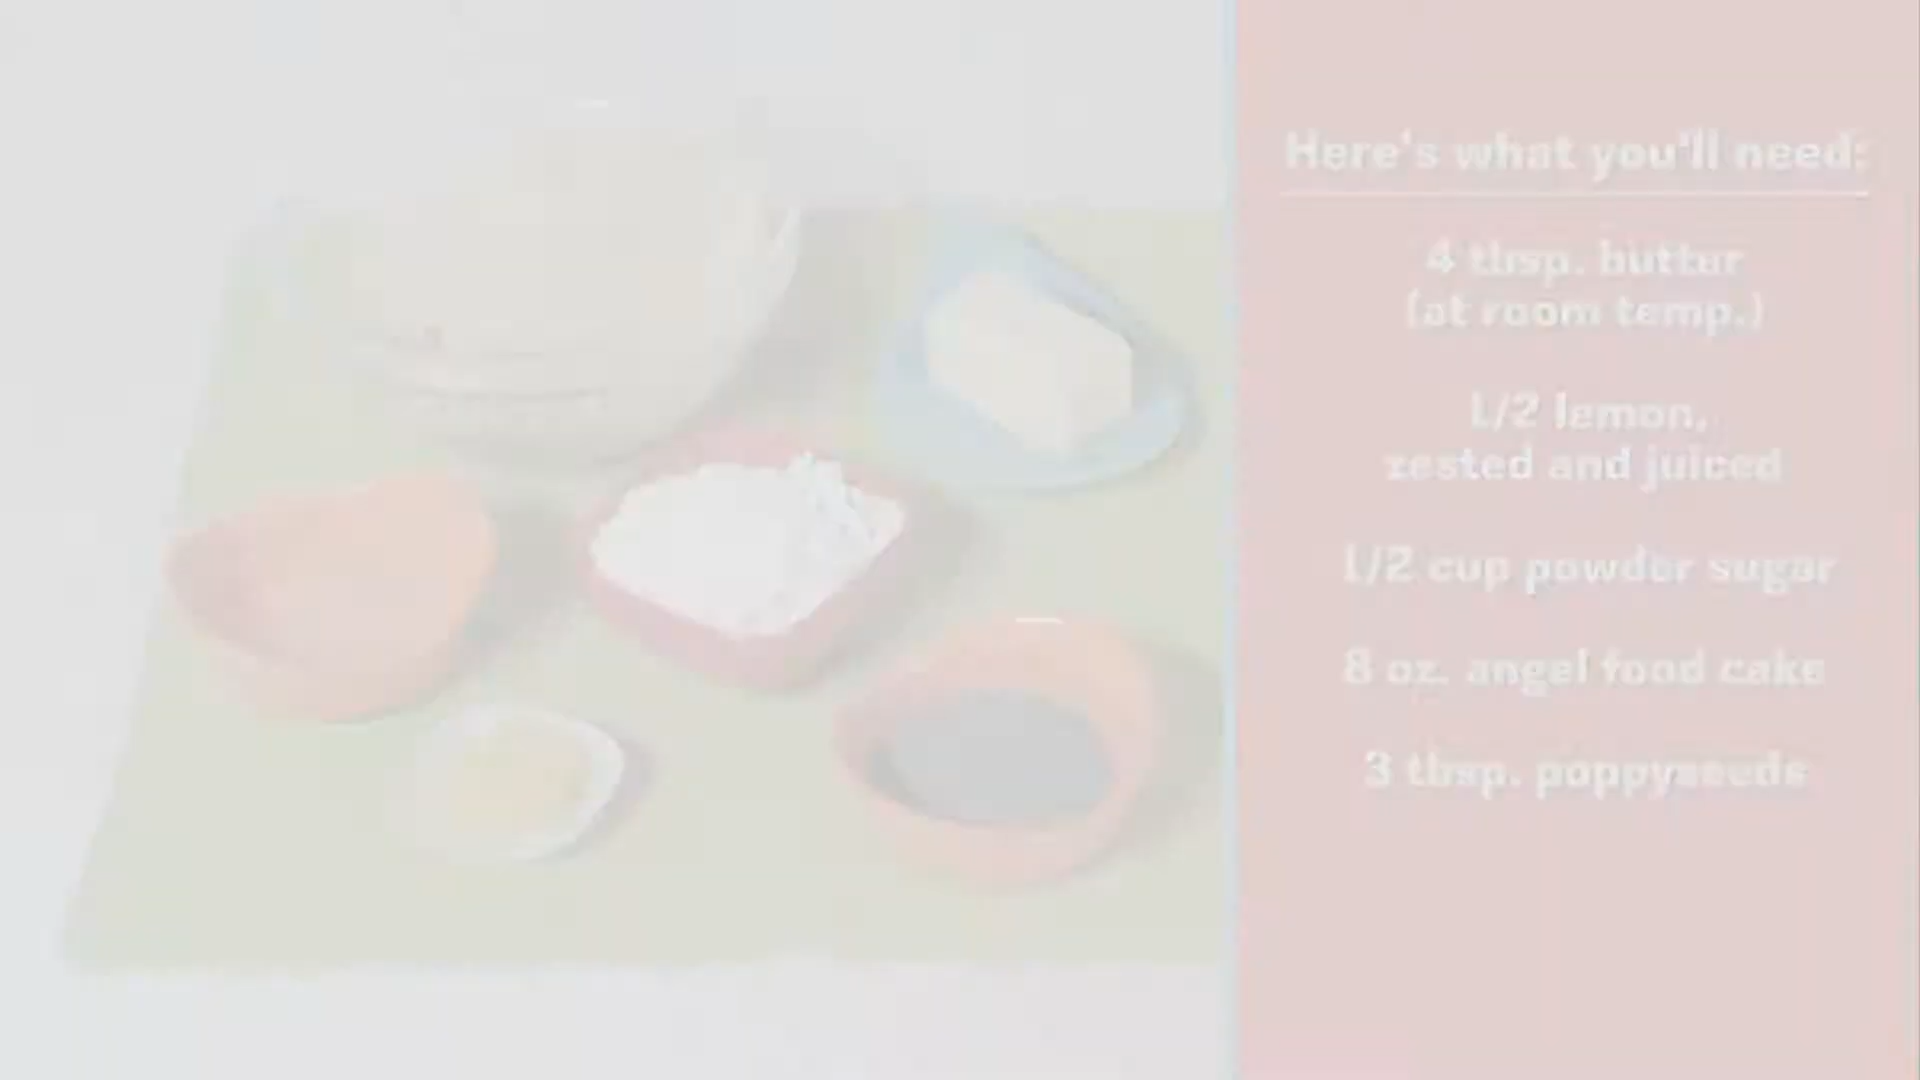 Here's what you'll need:
4 tbsp. butter
(at room temp.)
1/2 lemon,
zested and juiced
1/2 cup powder sugar
8 oz. angel food cake
3 tbsp. poppyseeds